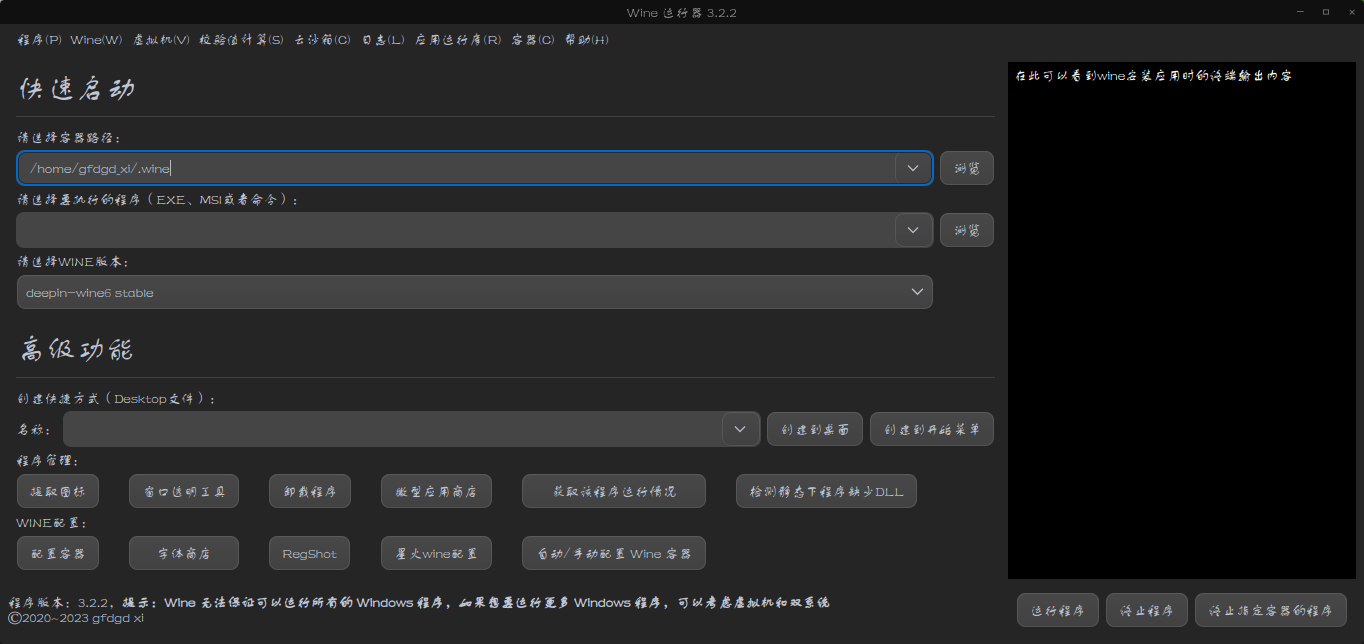 Wine 运行器 3.2.2
程序(P) Wine(W) 虚拟机(V) 校验值计算(S) 云沙箱(C) 日志(L) 应用运行库(R) 容器(C) 帮助(H)
快速启动
请选择容器路径：
/home/gfdgd_xi/.wine
浏览
请选择要执行的程序（EXE、MSI或者命令）：
浏览
请选择WINE版本：
deepin-wine6 stable
高级功能
创建快捷方式（Desktop文件）：
名称：
创建到桌面 创建到开始菜单
程序管理：
提取图标 窗口透明工具 卸载程序 微型应用商店 获取该程序运行情况 检测静态下程序缺少DLL
WINE配置：
配置容器 字体商店 RegShot 星火wine配置 自动/手动配置 Wine 容器
程序版本：3.2.2，提示：Wine 无法保证可以运行所有的 Windows 程序，如果想要运行更多 Windows 程序，可以考虑虚拟机和双系统
©2020~2023 gfdgd xi
在此可以看到wine安装应用时的终端输出内容
运行程序 终止程序 终止指定容器的程序